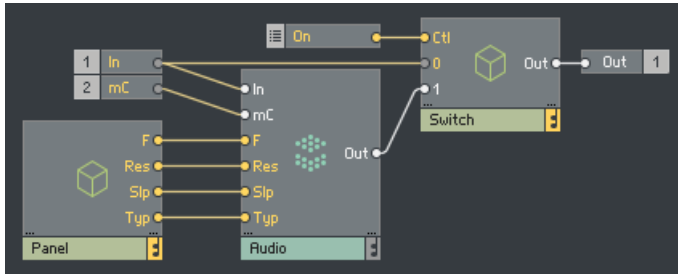 On
Ctl
1 In
0
Out
Out 1
2 mC
In
1
mC
Switch
F
F
Out
Res
Res
Slp
Slp
Typ
Typ
Panel
Audio